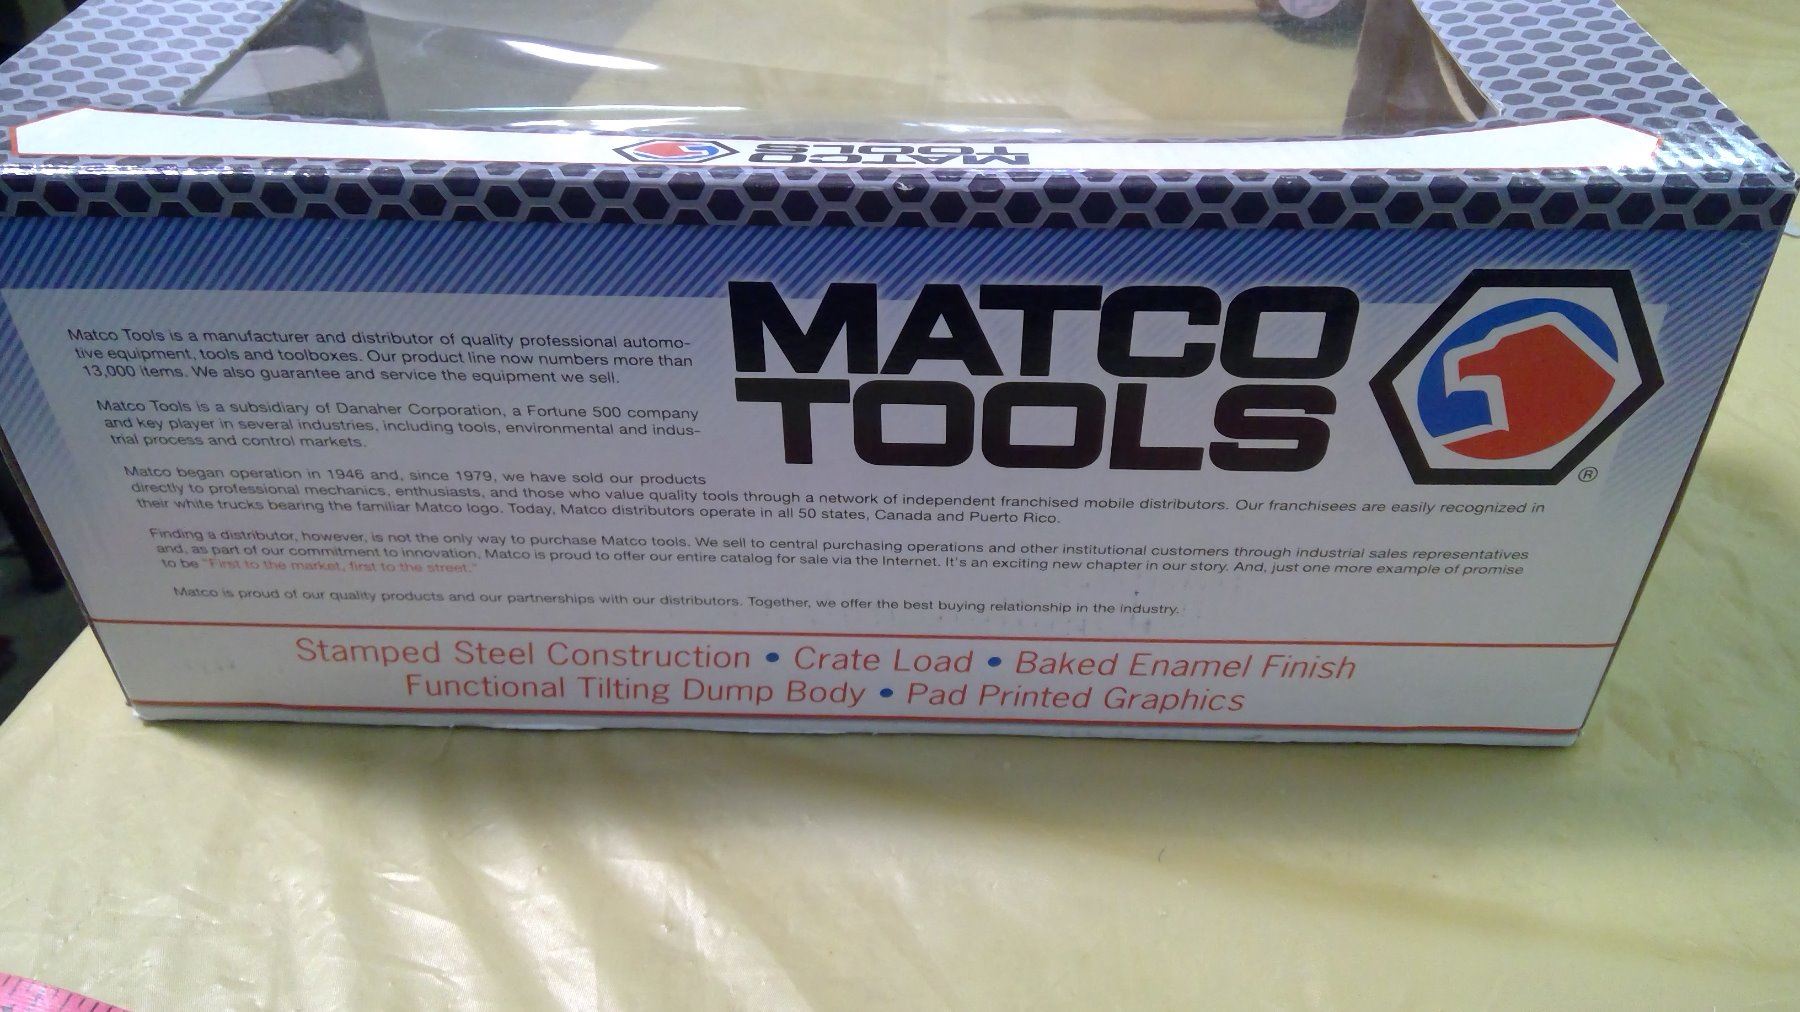 MATCO
TOOLS
MATCO
TOOLS
®
Matco Tools is a manufacturer and distributor of quality professional automo-
tive equipment, tools and toolboxes. Our product line now numbers more than
13,000 items. We also guarantee and service the equipment we sell.
Matco Tools is a subsidiary of Danaher Corporation, a Fortune 500 company
and key player in several industries, including tools, environmental and indus-
trial process and control markets.
Matco began operation in 1946 and, since 1979, we have sold our products
directly to professional mechanics, enthusiasts, and those who value quality tools through a network of independent franchised mobile distributors. Our franchisees are easily recognized in
their white trucks bearing the familiar Matco logo. Today, Matco distributors operate in all 50 states, Canada and Puerto Rico.
Finding a distributor, however, is not the only way to purchase Matco tools. We sell to central purchasing operations and other institutional customers through industrial sales representatives
and, as part of our commitment to innovation, Matco is proud to offer our entire catalog for sale via the Internet. It's an exciting new chapter in our story. And, just one more example of promise
to be "First to the market, first to the street."
Matco is proud of our quality products and our partnerships with our distributors. Together, we offer the best buying relationship in the industry.
Stamped Steel Construction • Crate Load • Baked Enamel Finish
Functional Tilting Dump Body • Pad Printed Graphics